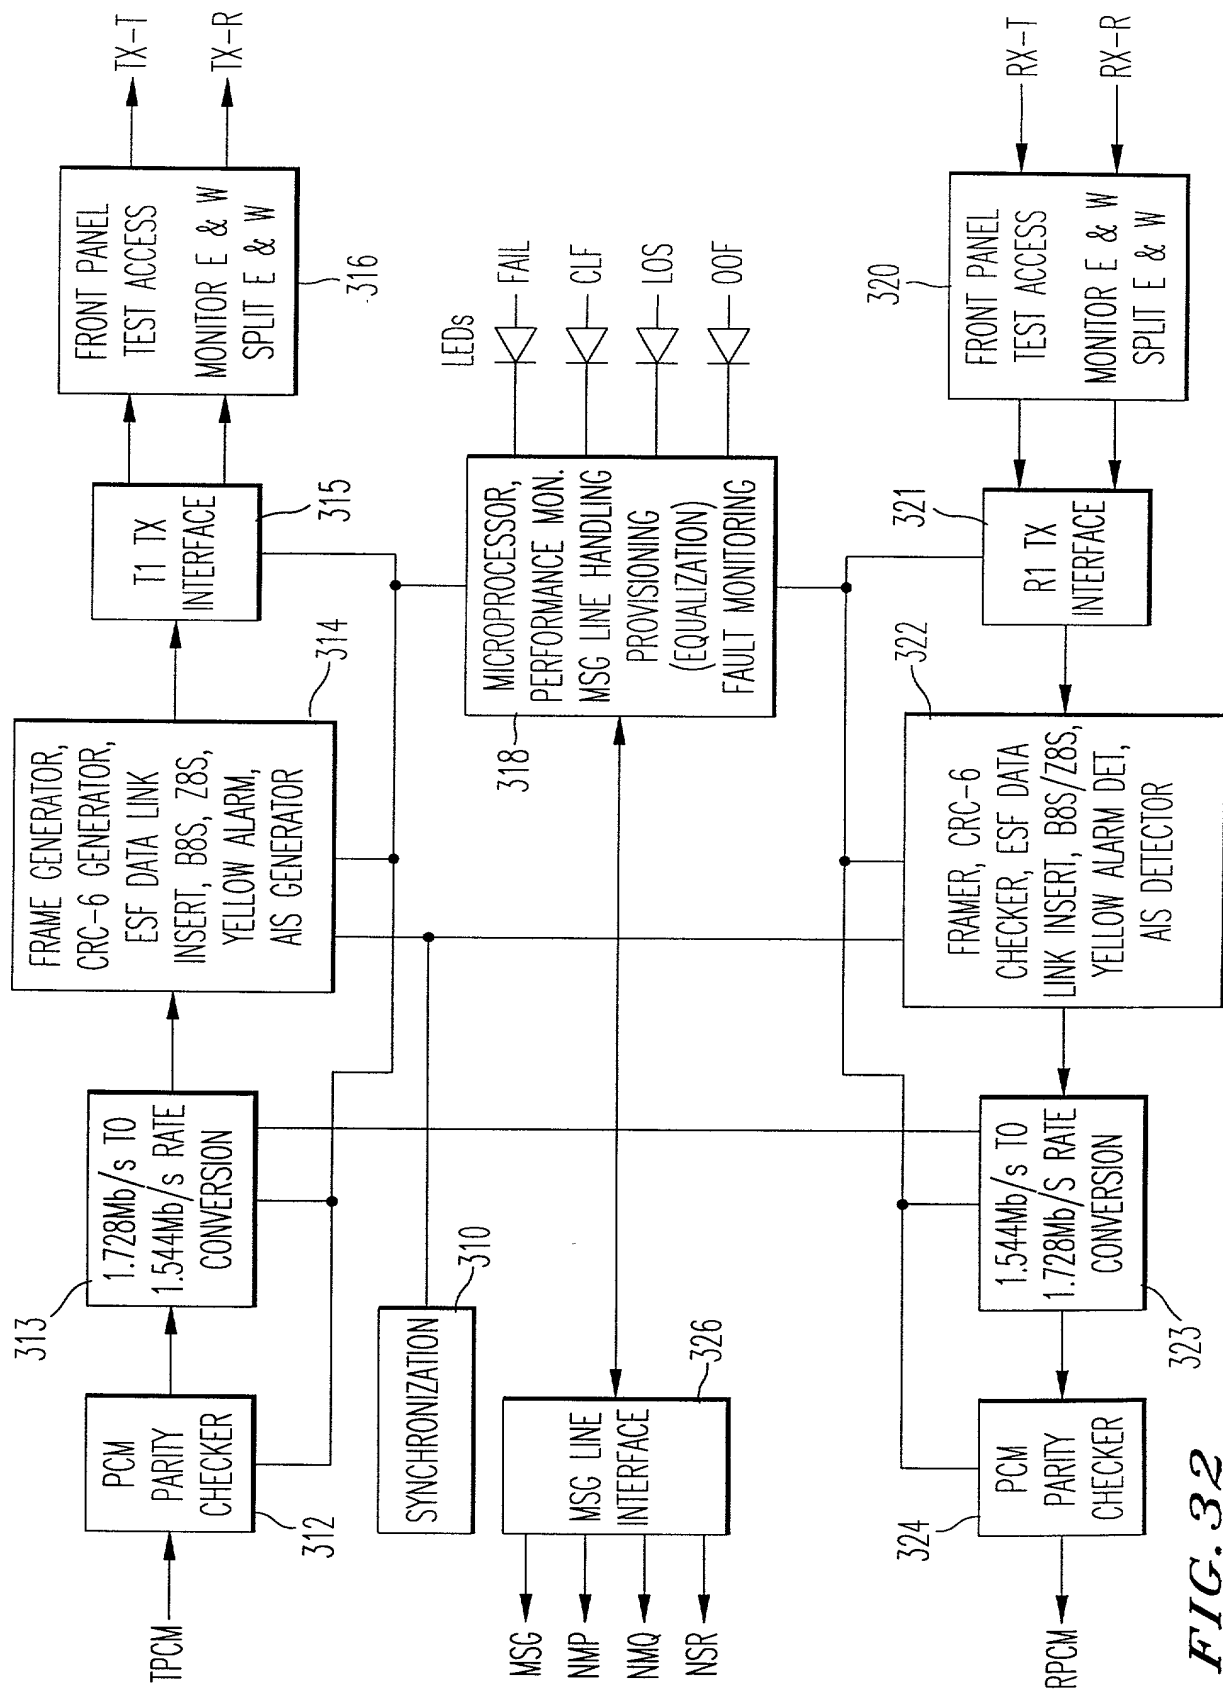 TPCM
PCM
PARITY
CHECKER
312
313
1.728Mb/s TO
1.544Mb/s RATE
CONVERSION
FRAME GENERATOR,
CRC-6 GENERATOR,
ESF DATA LINK
INSERT, B8S, Z8S,
YELLOW ALARM,
AIS GENERATOR
314
T1 TX
INTERFACE
315
FRONT PANEL
TEST ACCESS
MONITOR E & W
SPLIT E & W
316
TX-T
TX-R
SYNCHRONIZATION
310
MSG
NMP
NMQ
NSR
MSG LINE
INTERFACE
326
318
MICROPROCESSOR,
PERFORMANCE MON.
MSG LINE HANDLING
PROVISIONING
(EQUALIZATION)
FAULT MONITORING
LEDs
FAIL
CLF
LOS
OOF
RPCM
324
PCM
PARITY
CHECKER
1.544Mb/s TO
1.728Mb/S RATE
CONVERSION
323
322
FRAMER, CRC-6
CHECKER, ESF DATA
LINK INSERT, B8S/Z8S,
YELLOW ALARM DET,
AIS DETECTOR
321
R1 TX
INTERFACE
320
FRONT PANEL
TEST ACCESS
MONITOR E & W
SPLIT E & W
RX-T
RX-R
FIG. 32